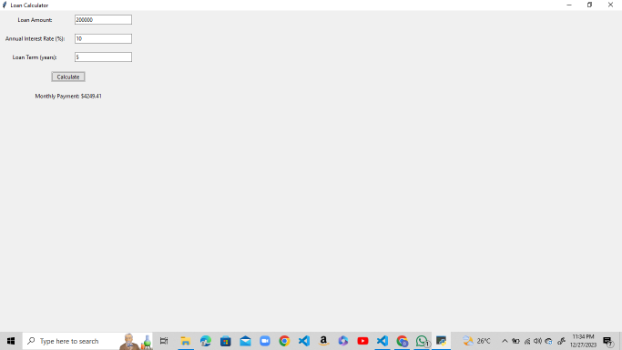 Loan Calculator
Loan Amount: 200000
Annual Interest Rate (%): 10
Loan Term (years): 5
Calculate
Monthly Payment: $4249.41
Type here to search
26°C
11:34 PM
12/27/2023